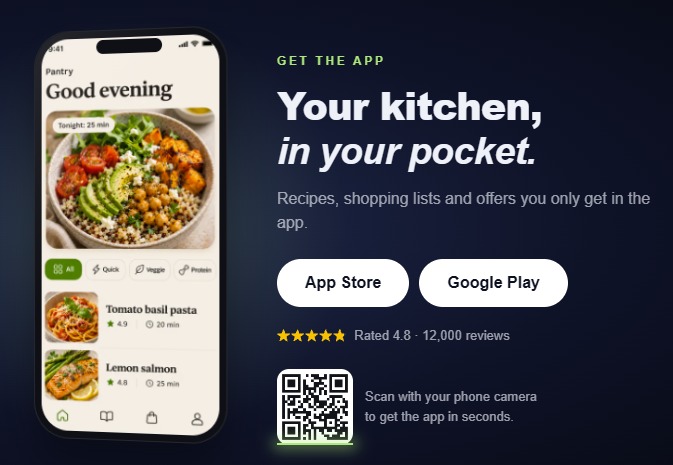 9:41
Pantry
Good evening
Tonight: 25 min
All Quick Veggie Protein
Tomato basil pasta
4.9 20 min
Lemon salmon
4.8 25 min
GET THE APP
Your kitchen,
in your pocket.
Recipes, shopping lists and offers you only get in the
app.
App Store Google Play
Rated 4.8 · 12,000 reviews
Scan with your phone camera
to get the app in seconds.